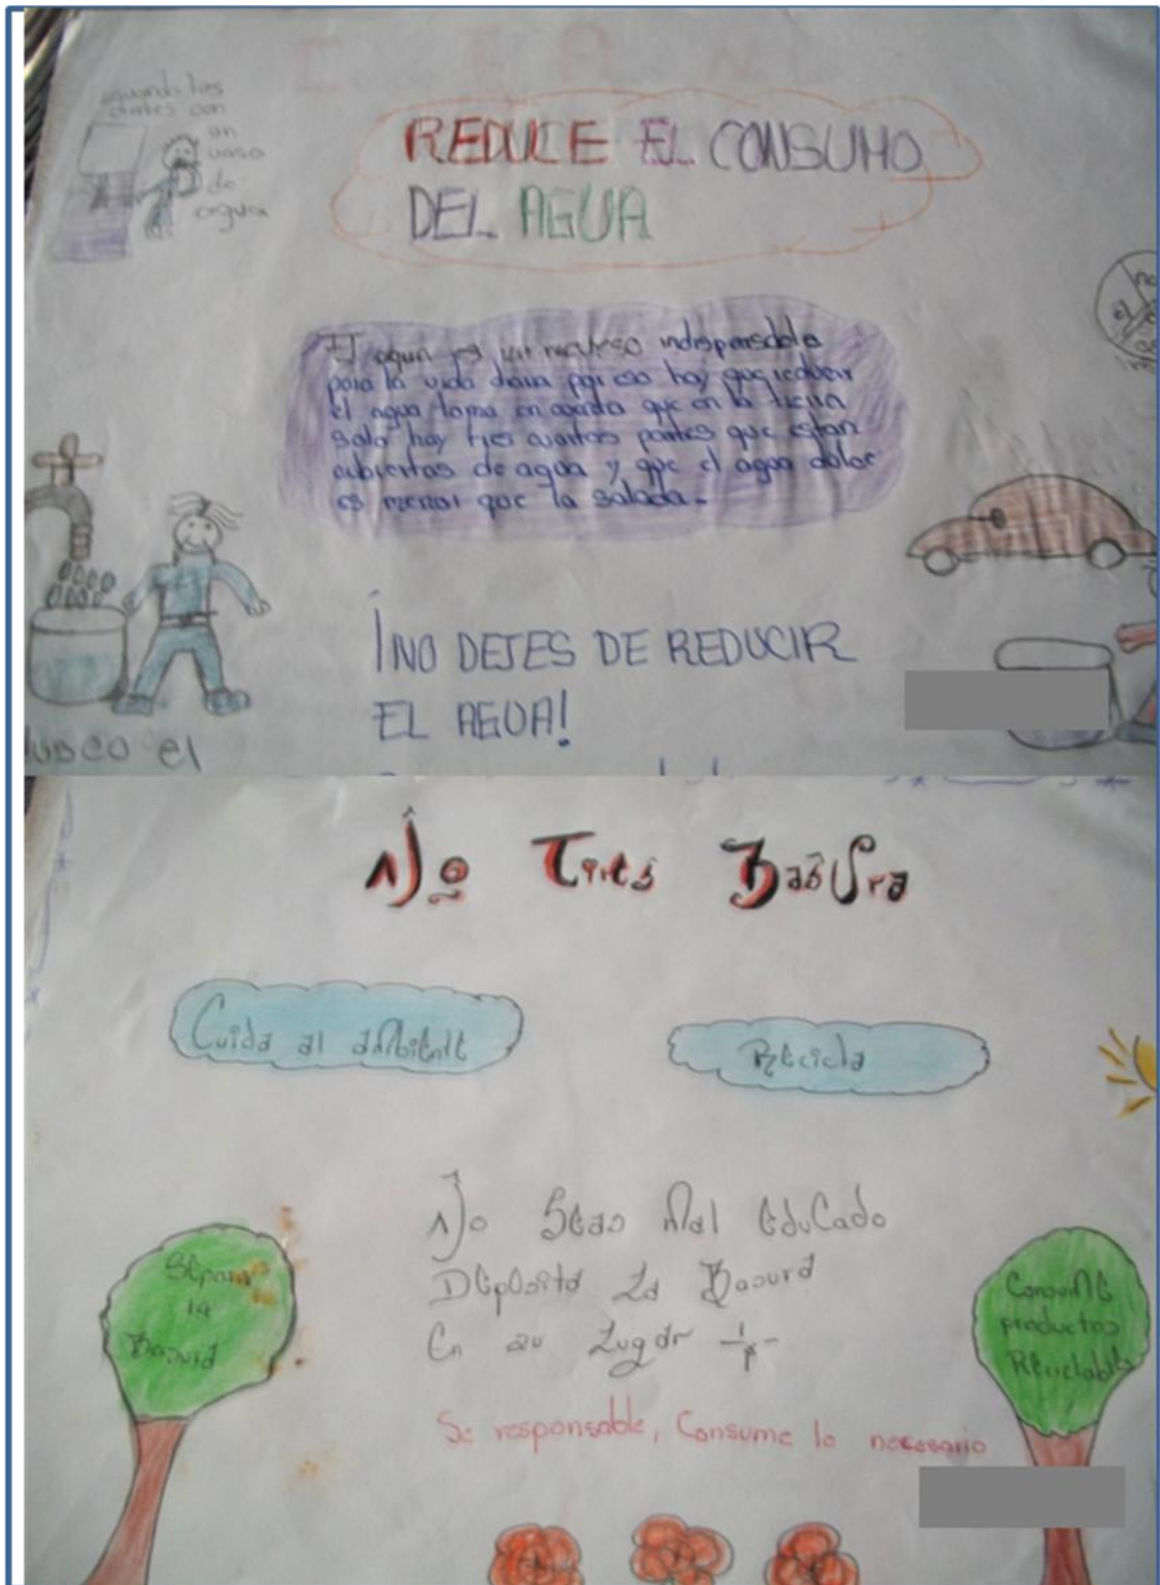 lavando los
dientes con
un
vaso
de
agua
REDUCE EL CONSUMO
DEL AGUA
El agua es un recurso indispensable
para la vida diaria por eso hay que reducir
el agua toma en cuenta que en la tierra
solo hay tres cuartas partes que estan
cubiertas de agua y que el agua dulce
es menor que la salada.
¡NO DEJES DE REDUCIR
EL AGUA!
el
No Tires Basura
Cuida al ambiente
Recicla
No Seas Mal Educado
Deposita La Basura
En su Lugar
Separa
la
Basura
Consume
productos
Reciclables
Se responsable, Consume lo necesario